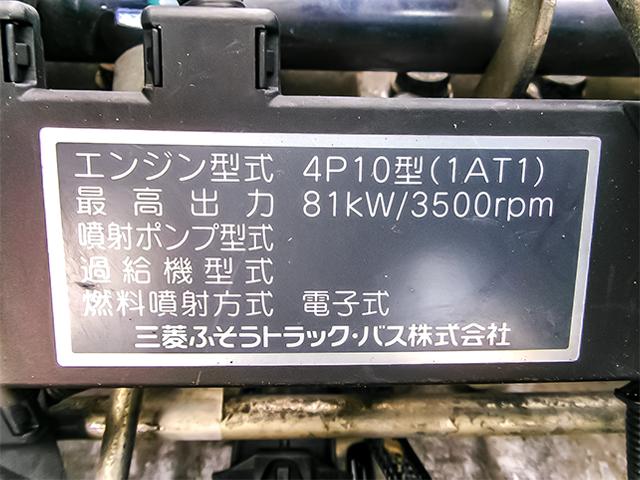 エンジン型式 4P10型(1AT1)
最高出力 81kW/3500rpm
噴射ポンプ型式
過給機型式
燃料噴射方式 電子式
三菱ふそうトラック・バス株式会社